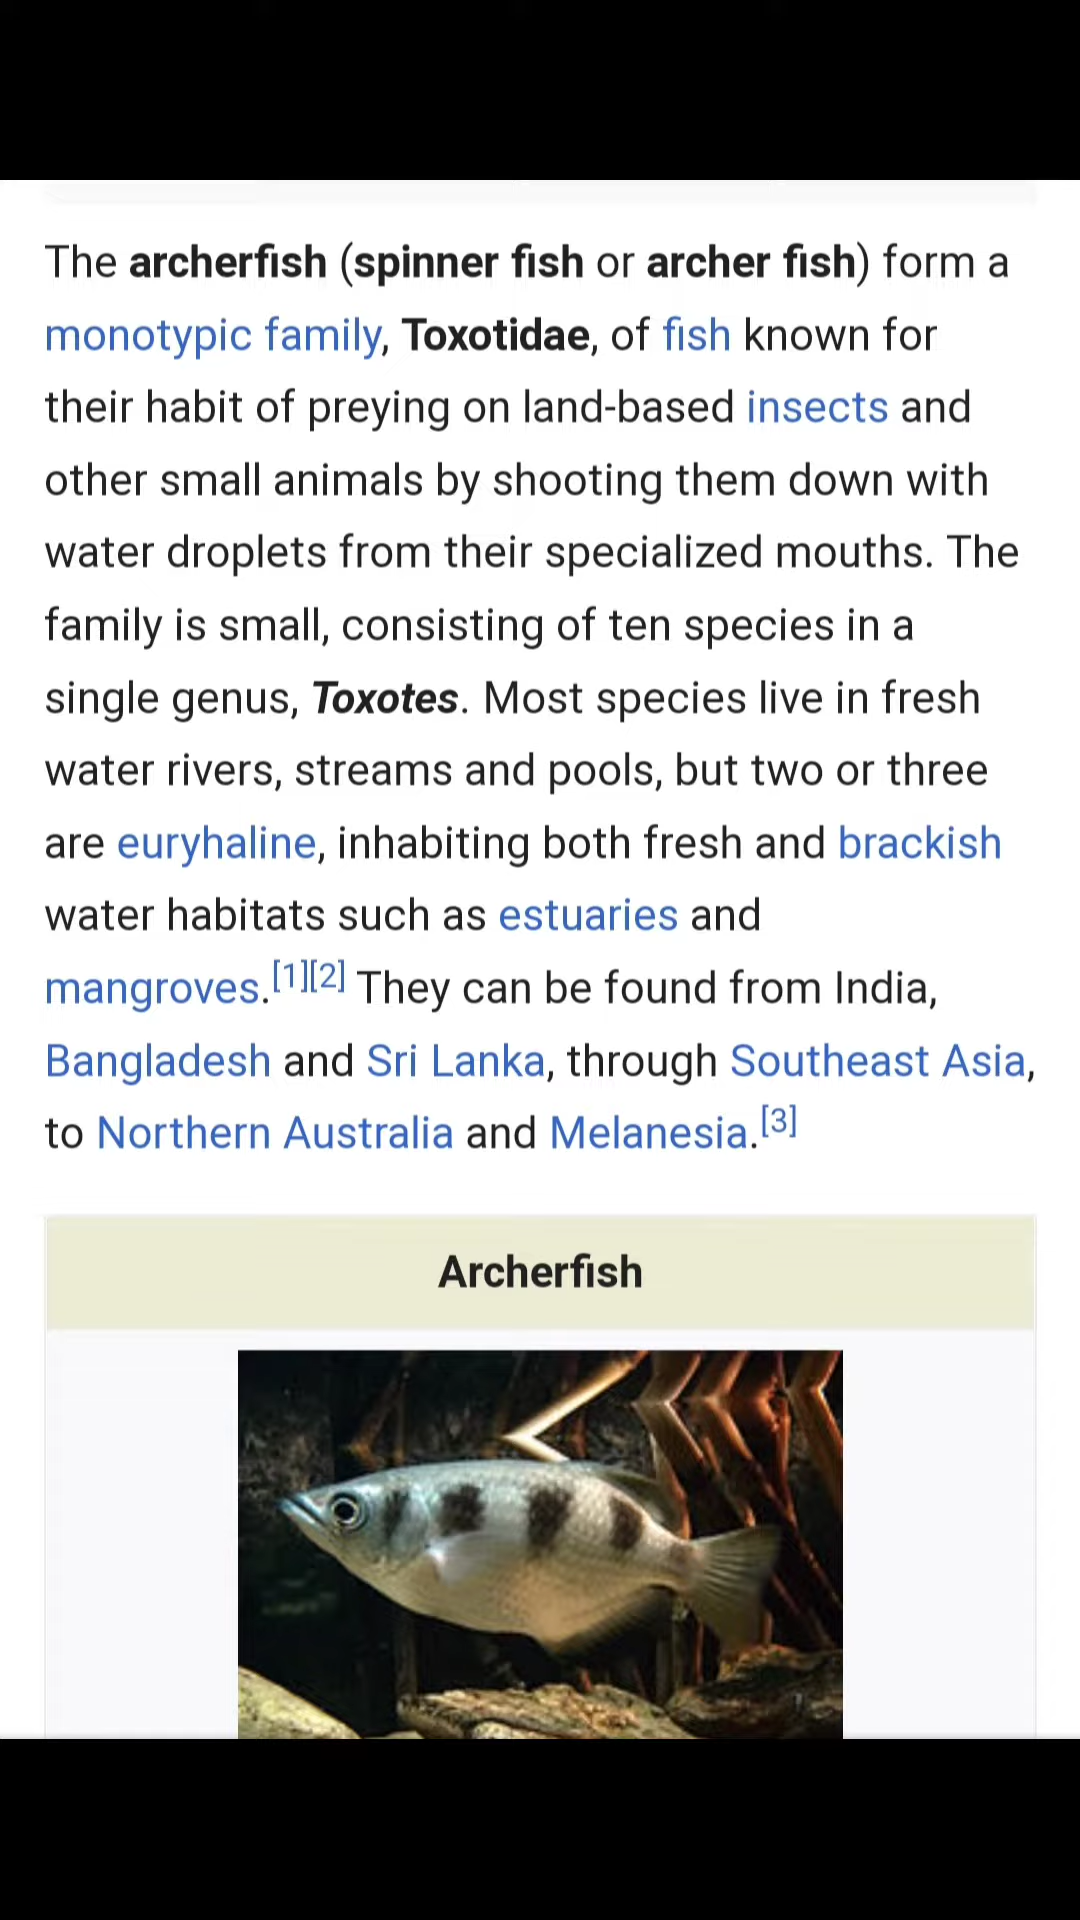 The archerfish (spinner fish or archer fish) form a
monotypic family, Toxotidae, of fish known for
their habit of preying on land-based insects and
other small animals by shooting them down with
water droplets from their specialized mouths. The
family is small, consisting of ten species in a
single genus, Toxotes. Most species live in fresh
water rivers, streams and pools, but two or three
are euryhaline, inhabiting both fresh and brackish
water habitats such as estuaries and
mangroves.[1][2] They can be found from India,
Bangladesh and Sri Lanka, through Southeast Asia,
to Northern Australia and Melanesia.[3]
Archerfish